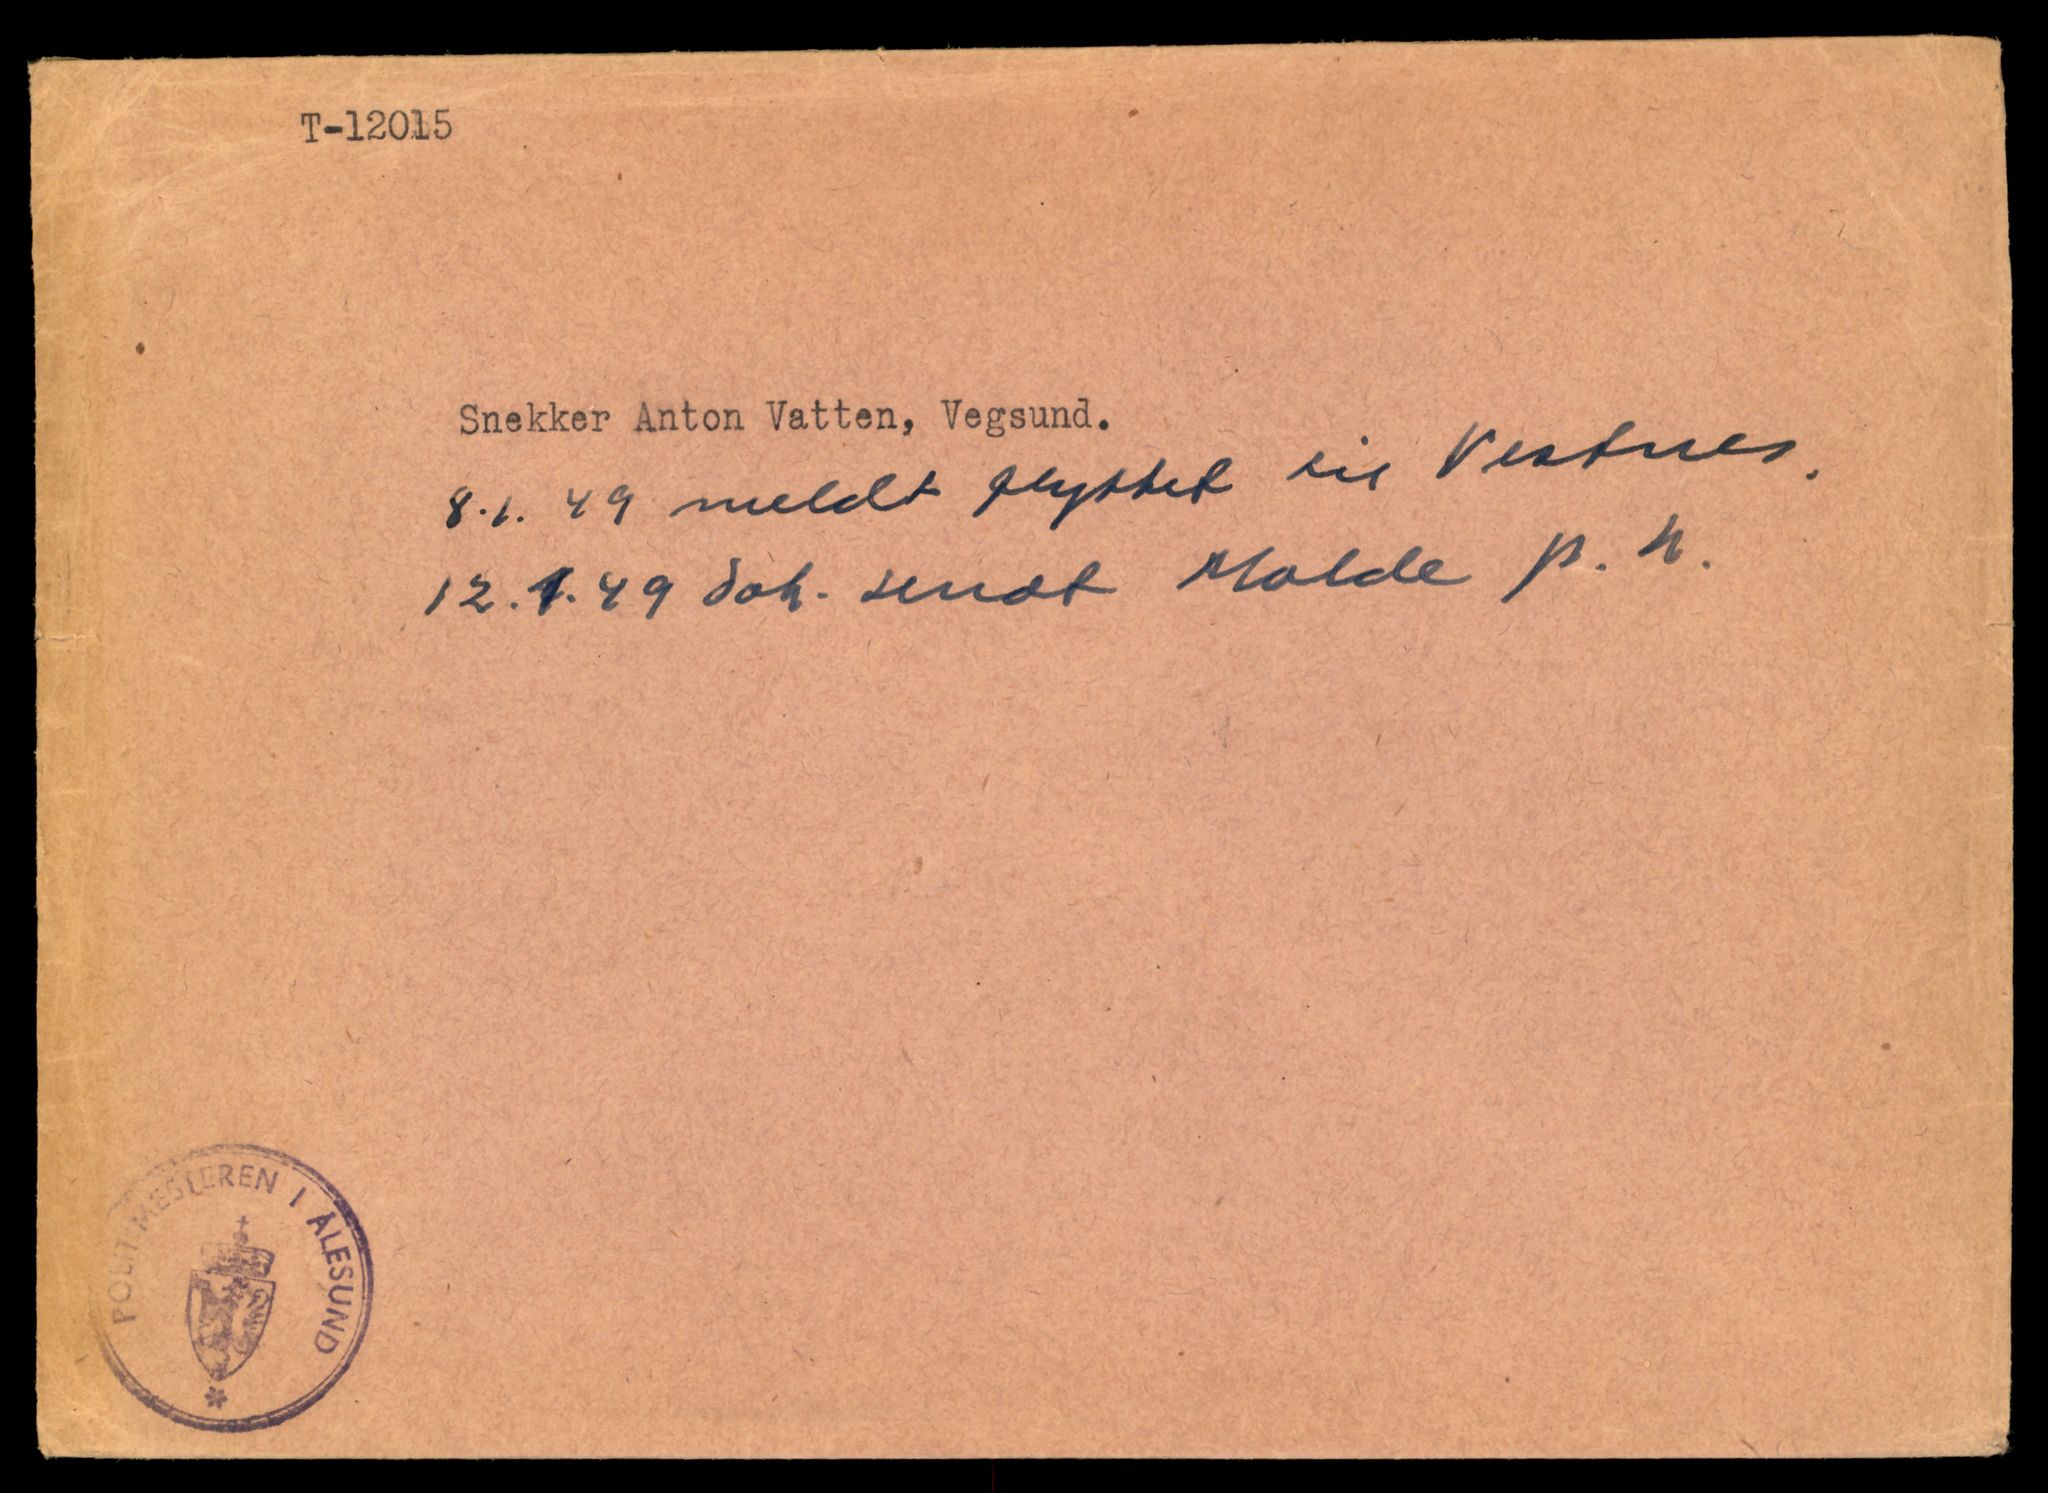 T-12015
Snekker Anton Vatten, Vegsund.
8.1.49 meldt flyttet til Vestnes.
12.1.49 dok. sendt Molde p.k.
POLITIMESTEREN I ÅLESUND